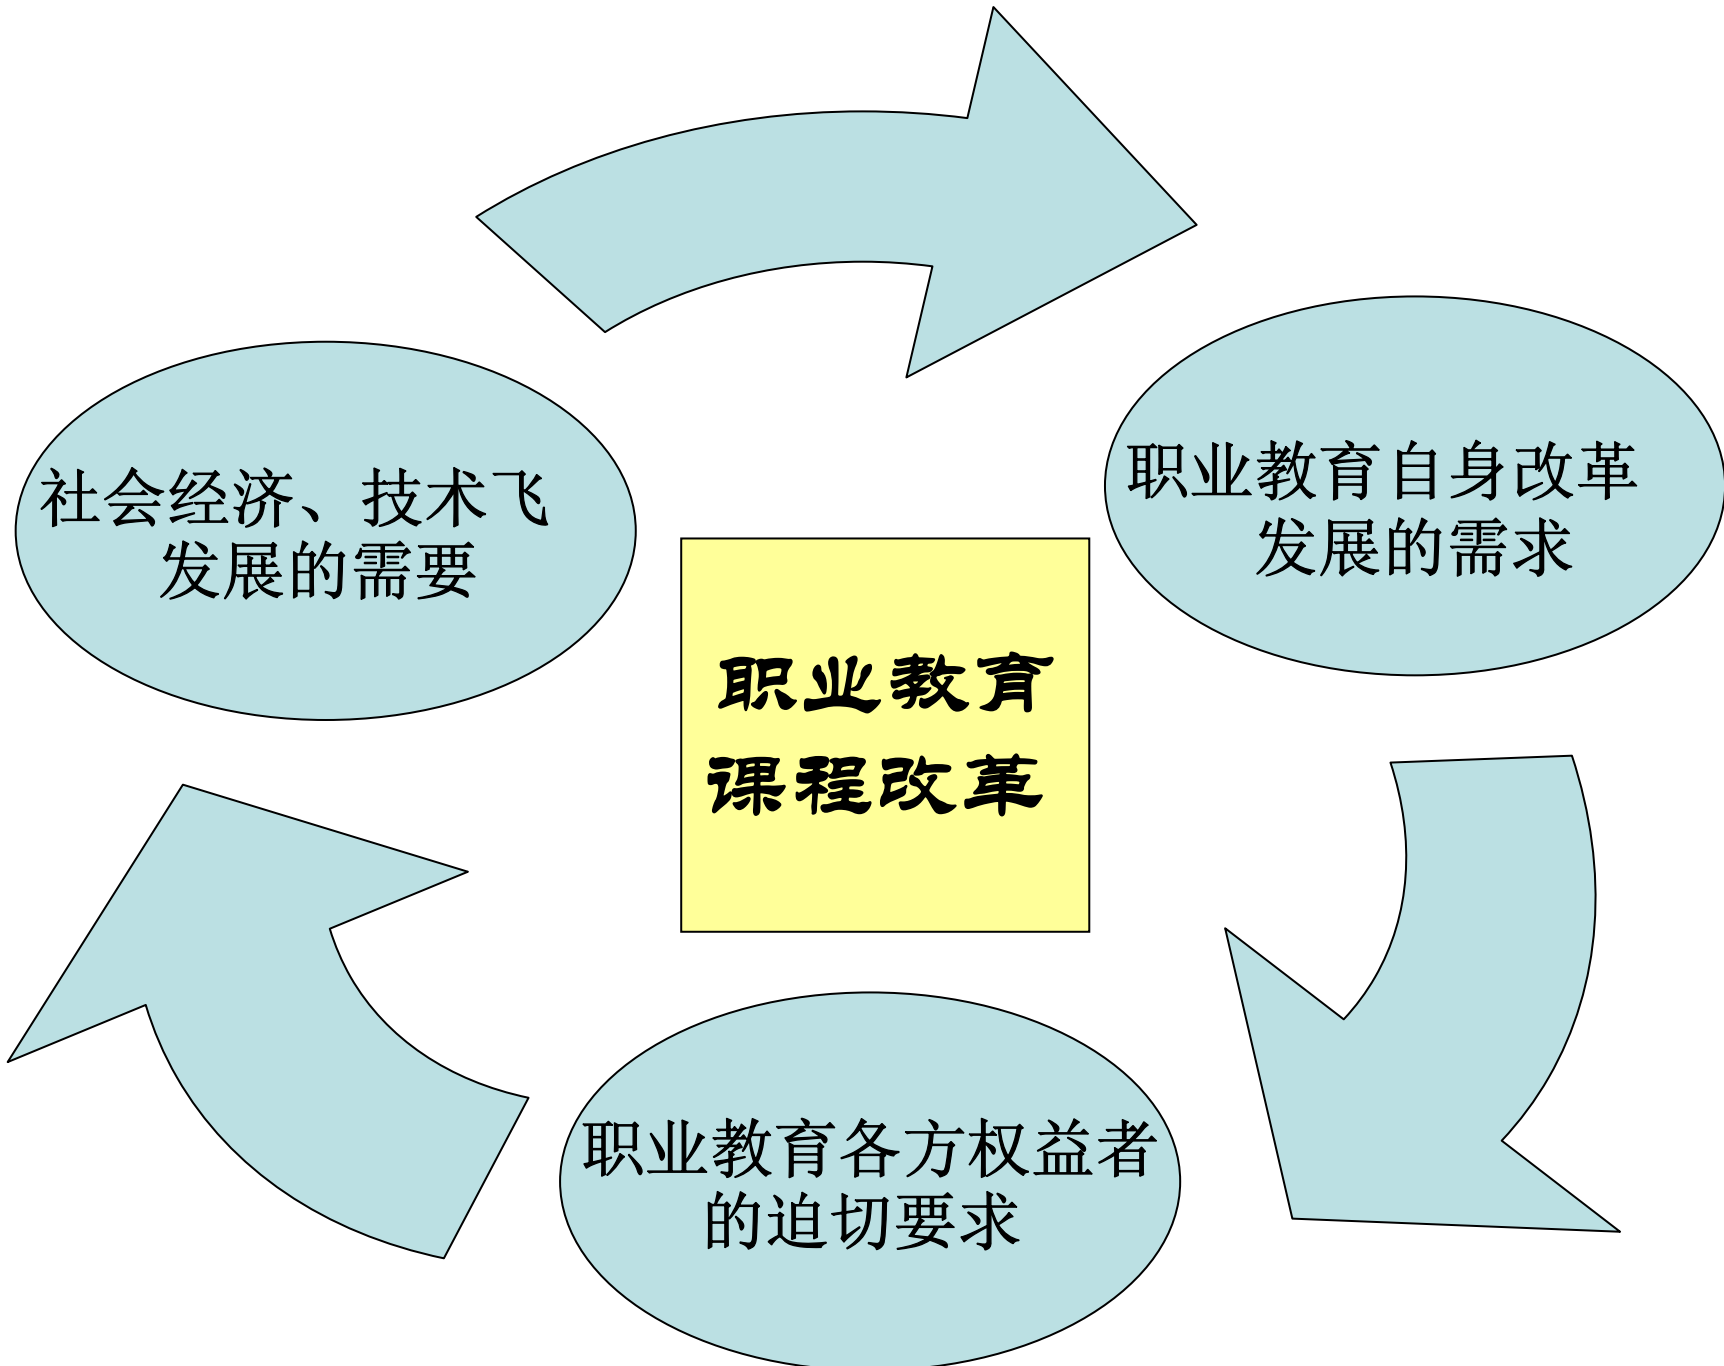 社会经济、技术飞
发展的需要
职业教育自身改革
发展的需求
职业教育
课程改革
职业教育各方权益者
的迫切要求